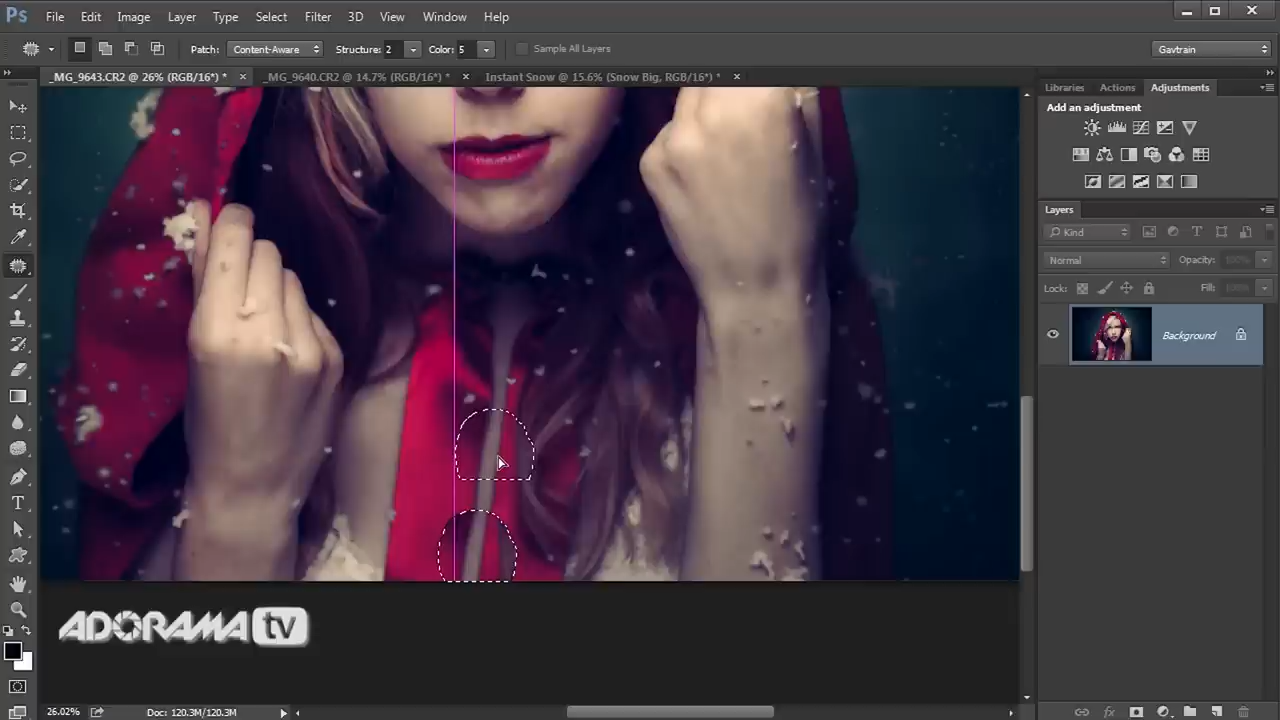 Ps File Edit Image Layer Type Select Filter 3D View Window Help
Patch: Content-Aware Structure: 2 Color: 5 Sample All Layers Gavtrain
_MG_9643.CR2 @ 26% (RGB/16*) * _MG_9640.CR2 @ 14.7% (RGB/16*) * Instant Snow @ 15.6% (Snow Big, RGB/16*) *
Libraries Actions Adjustments
Add an adjustment
Layers
Kind
Normal Opacity: 100%
Lock: Fill: 100%
Background
ADORAMA tv
26.02% Doc: 120.3M/120.3M